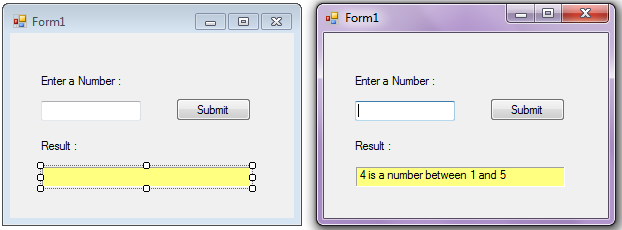 Form1
Enter a Number :
Submit
Result :
Form1
Enter a Number :
Submit
Result :
4 is a number between 1 and 5